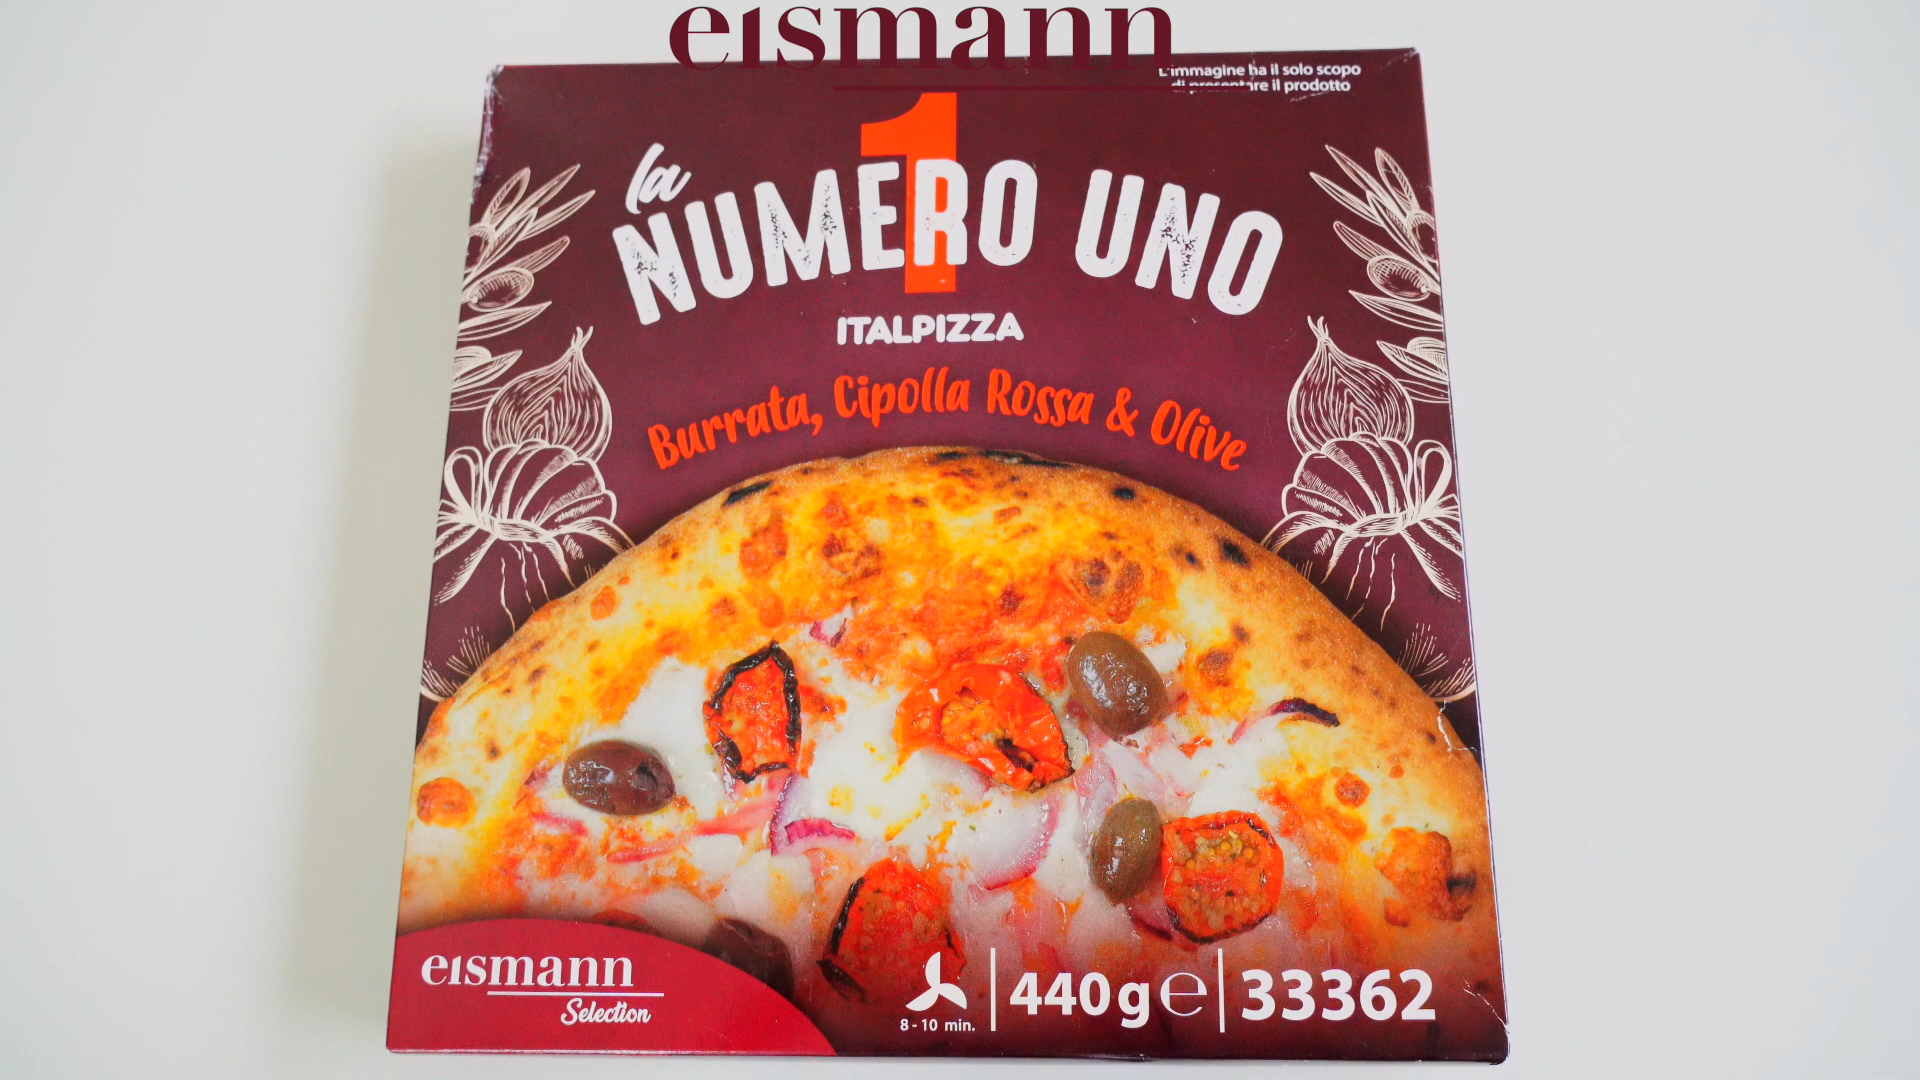 eismann
L'immagine ha il solo scopo
di presentare il prodotto
1
la
NUMERO UNO
ITALPIZZA
Burrata, Cipolla Rossa & Olive
eismann
Selection
8-10 min.
440g℮
33362